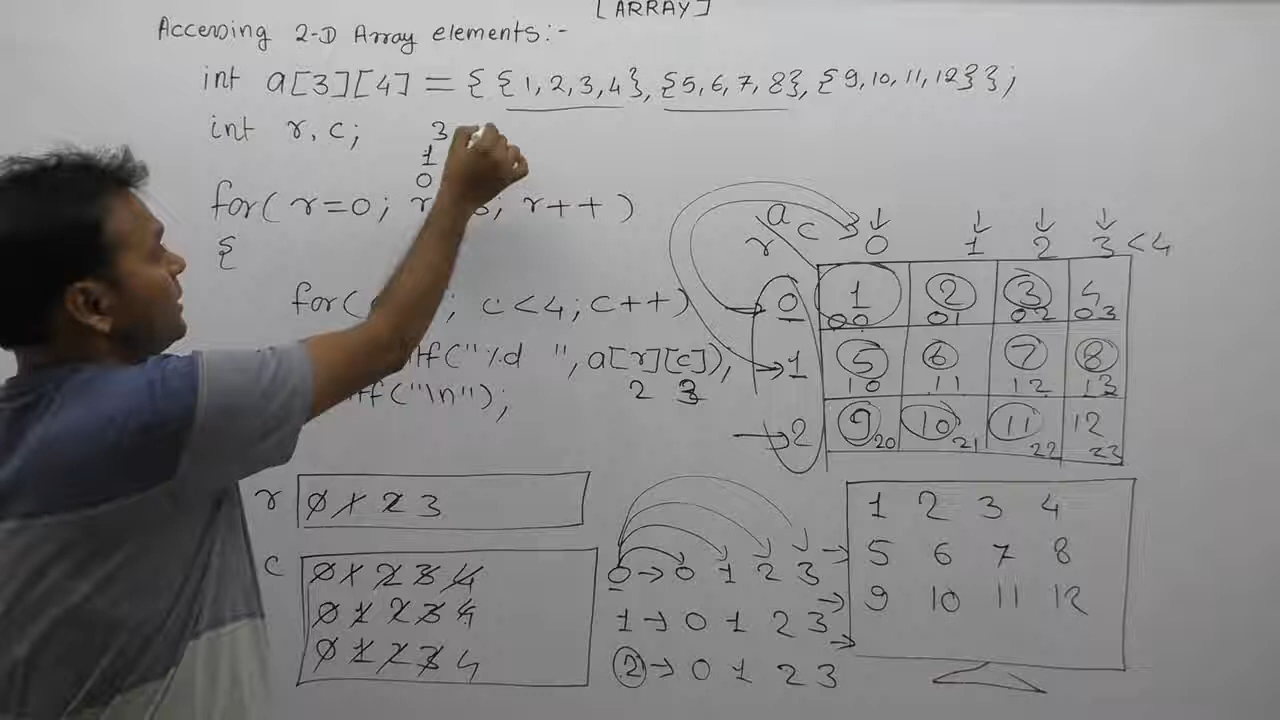 [ARRAY]
Accessing 2-D Array elements:-
int a[3][4] = { {1,2,3,4}, {5,6,7,8}, {9,10,11,12}};
int r, c;
3
1
0
for( r=0; r ; r++ )
{
for( ; c<4; c++)
f("%d ", a[r][c]);
2 3
f("\n");
a
r c 0 1 2 3 <4
0 1 2 3 4
00 01 02 03
1 5 6 7 8
10 11 12 13
2 9 10 11 12
20 21 22 23
r 0 1 2 3
c 0 1 2 3 4
0 1 2 3 4
0 1 2 3 4
0 → 0 1 2 3
1 → 0 1 2 3
2 → 0 1 2 3
1 2 3 4
5 6 7 8
9 10 11 12